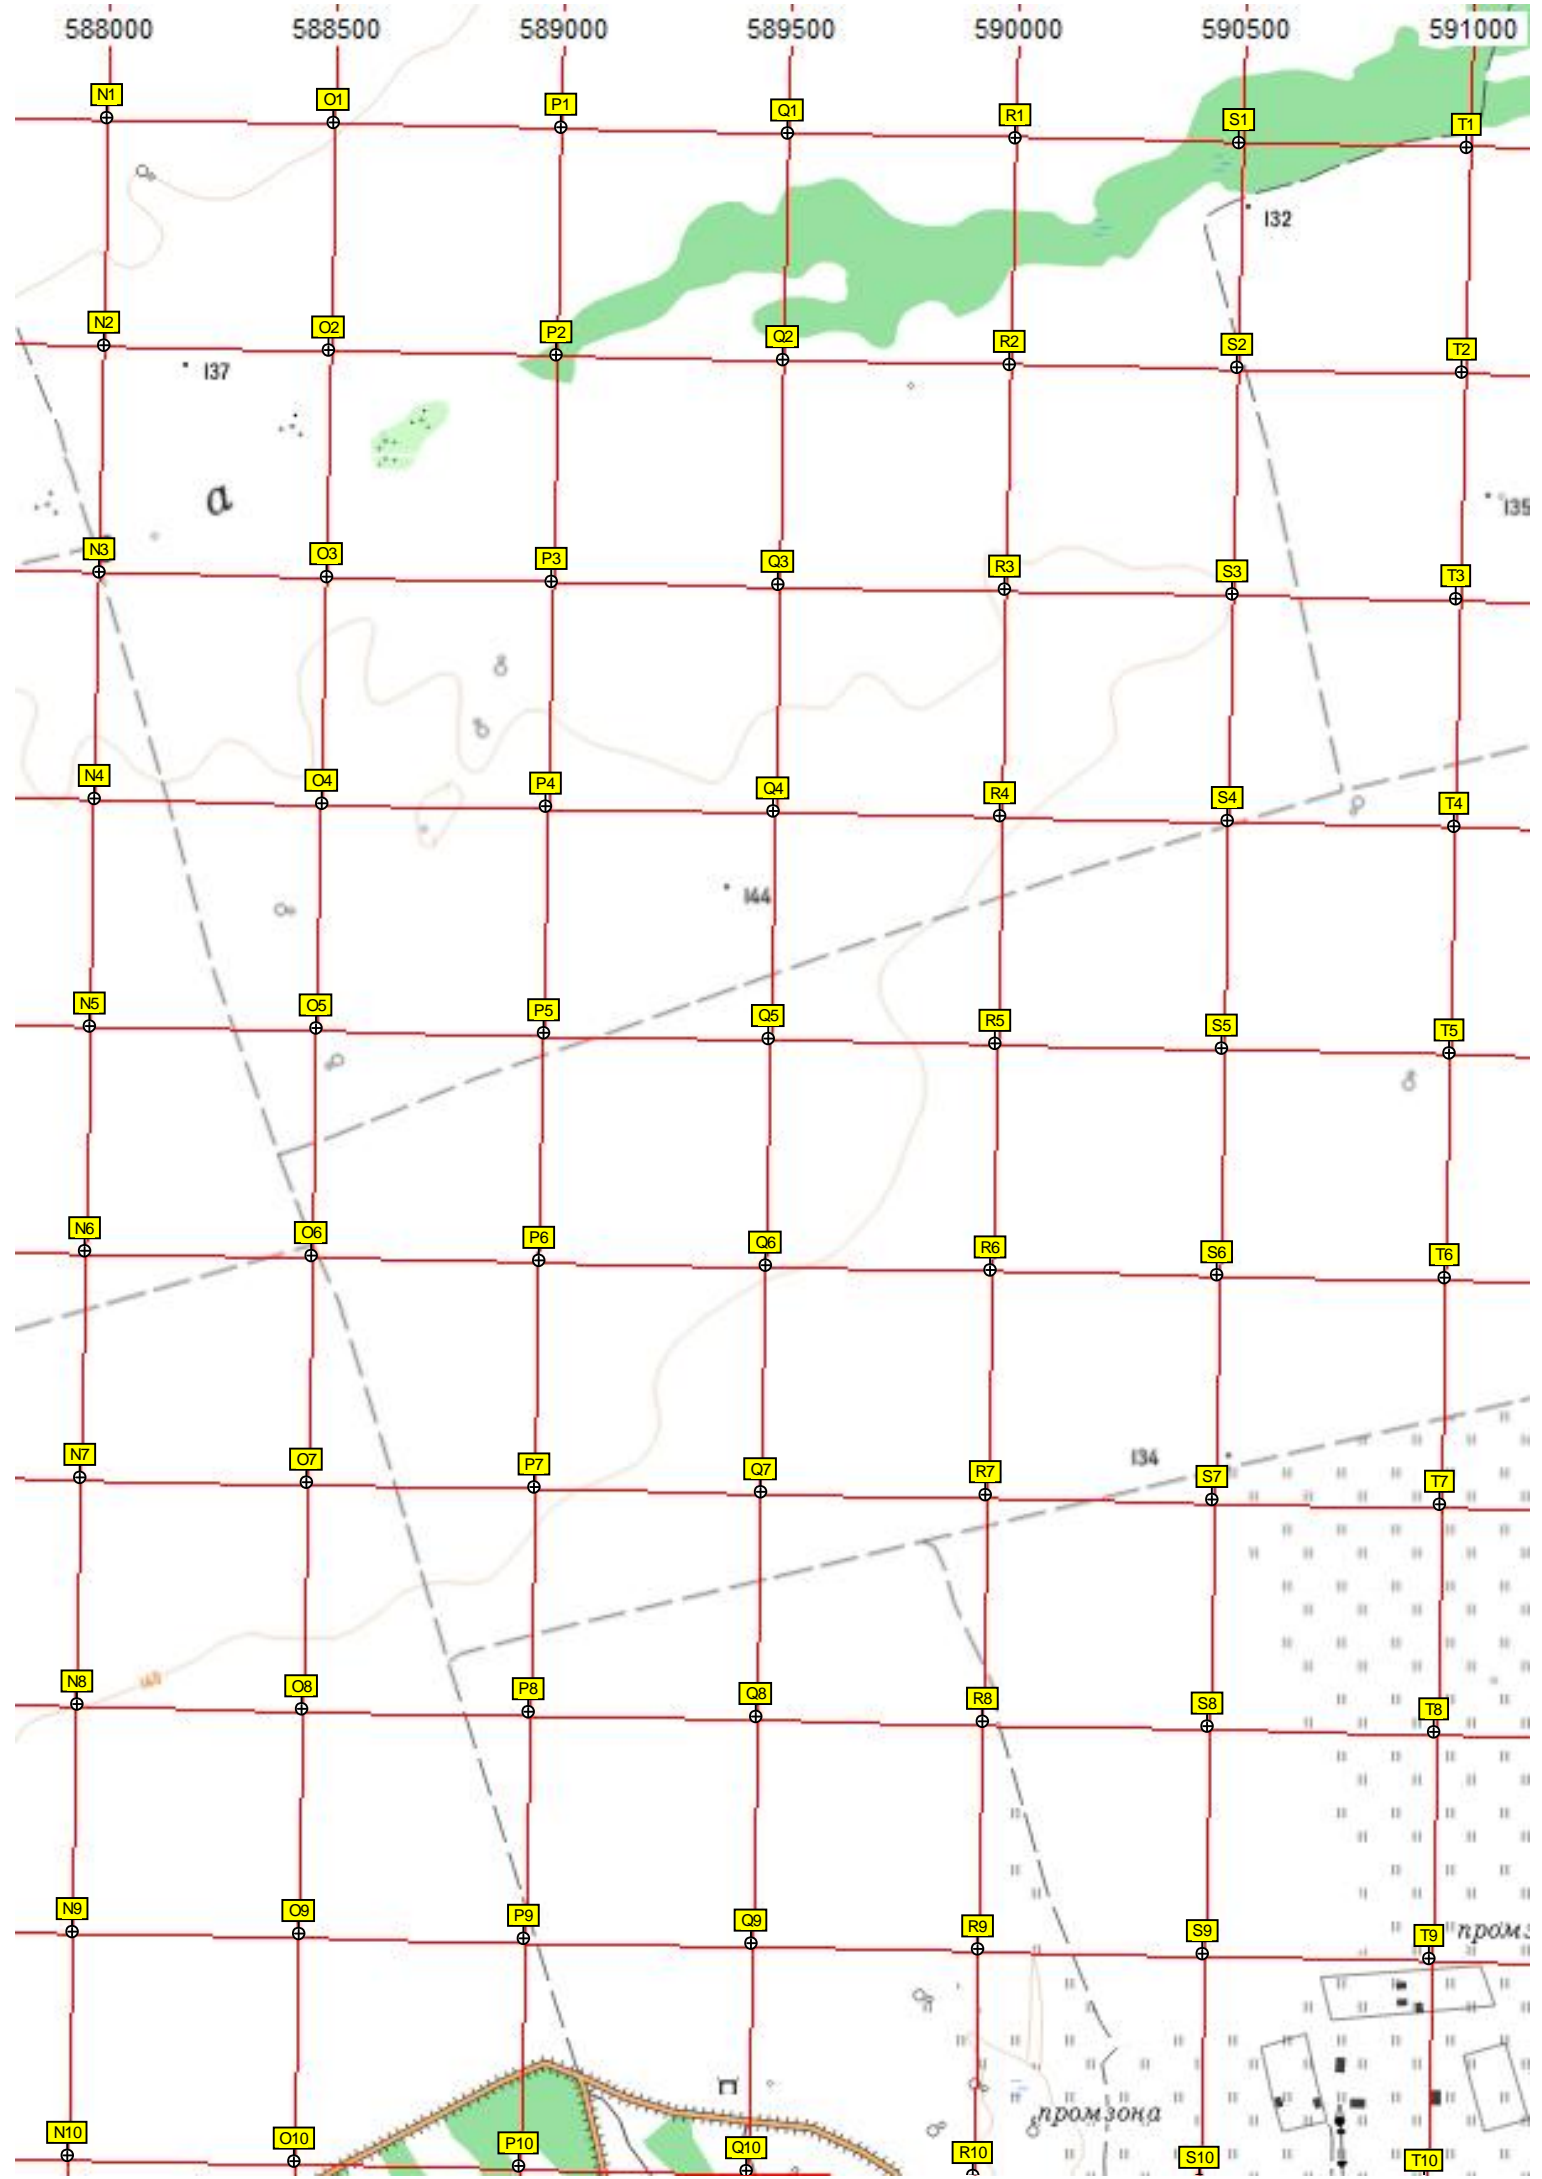 588000 588500 589000 589500 590000 590500 591000
N1 O1 P1 Q1 R1 S1 T1
132
N2 O2 P2 Q2 R2 S2 T2
137
а
135
N3 O3 P3 Q3 R3 S3 T3
N4 O4 P4 Q4 R4 S4 T4
144
N5 O5 P5 Q5 R5 S5 T5
N6 O6 P6 Q6 R6 S6 T6
134
N7 O7 P7 Q7 R7 S7 T7
140
N8 O8 P8 Q8 R8 S8 T8
N9 O9 P9 Q9 R9 S9 T9
промз
промзона
N10 O10 P10 Q10 R10 S10 T10